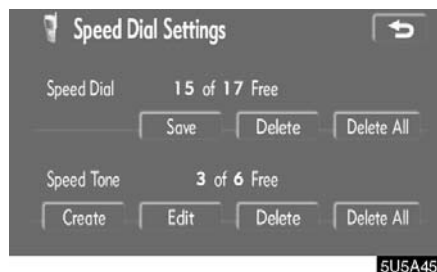 Speed Dial Settings
Speed Dial 15 of 17 Free
Save Delete Delete All
Speed Tone 3 of 6 Free
Create Edit Delete Delete All
5U5A45